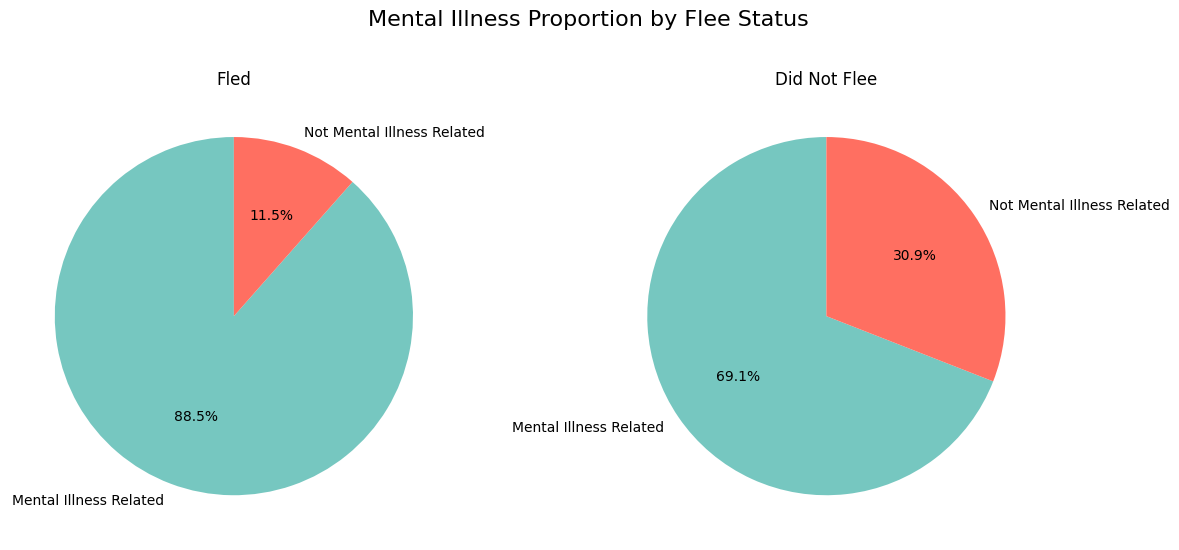 Mental Illness Proportion by Flee Status
Fled
Not Mental Illness Related
11.5%
88.5%
Mental Illness Related
Did Not Flee
Not Mental Illness Related
30.9%
69.1%
Mental Illness Related